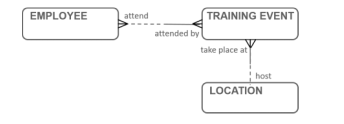 EMPLOYEE
attend
TRAINING EVENT
attended by
take place at
host
LOCATION